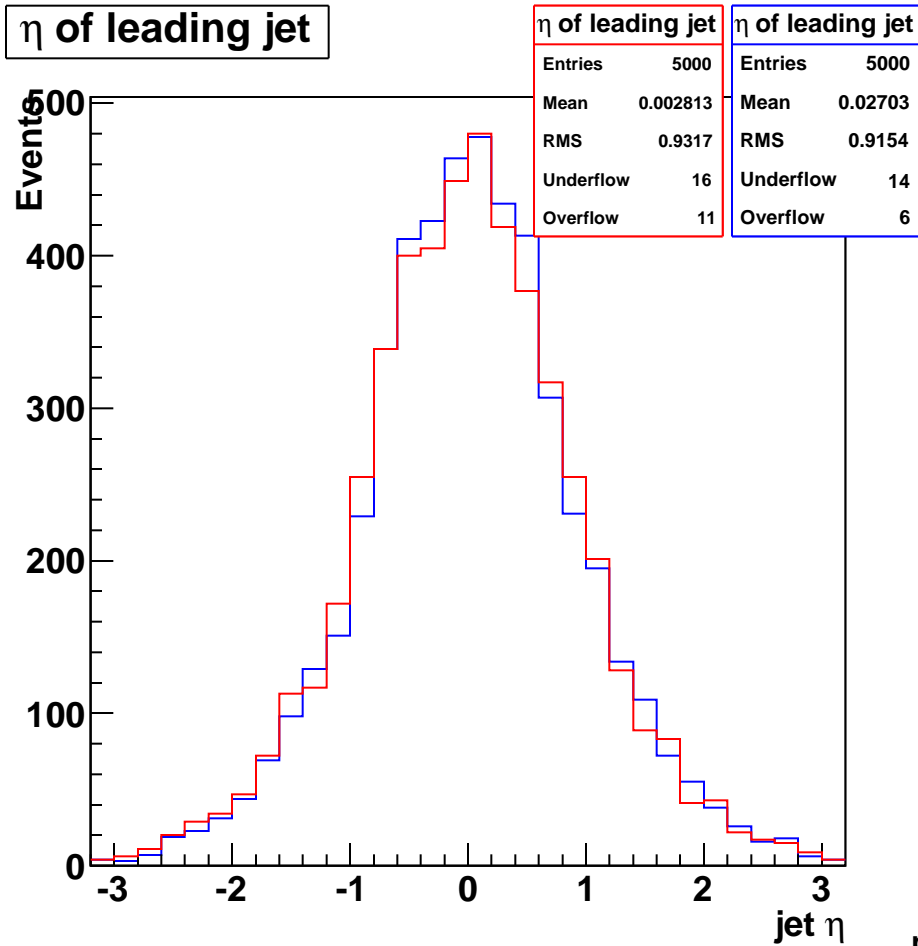 η of leading jet
η of leading jet
Entries 5000
Mean 0.002813
RMS 0.9317
Underflow 16
Overflow 11
η of leading jet
Entries 5000
Mean 0.02703
RMS 0.9154
Underflow 14
Overflow 6
Events
500
400
300
200
100
0
-3 -2 -1 0 1 2 3
jet η